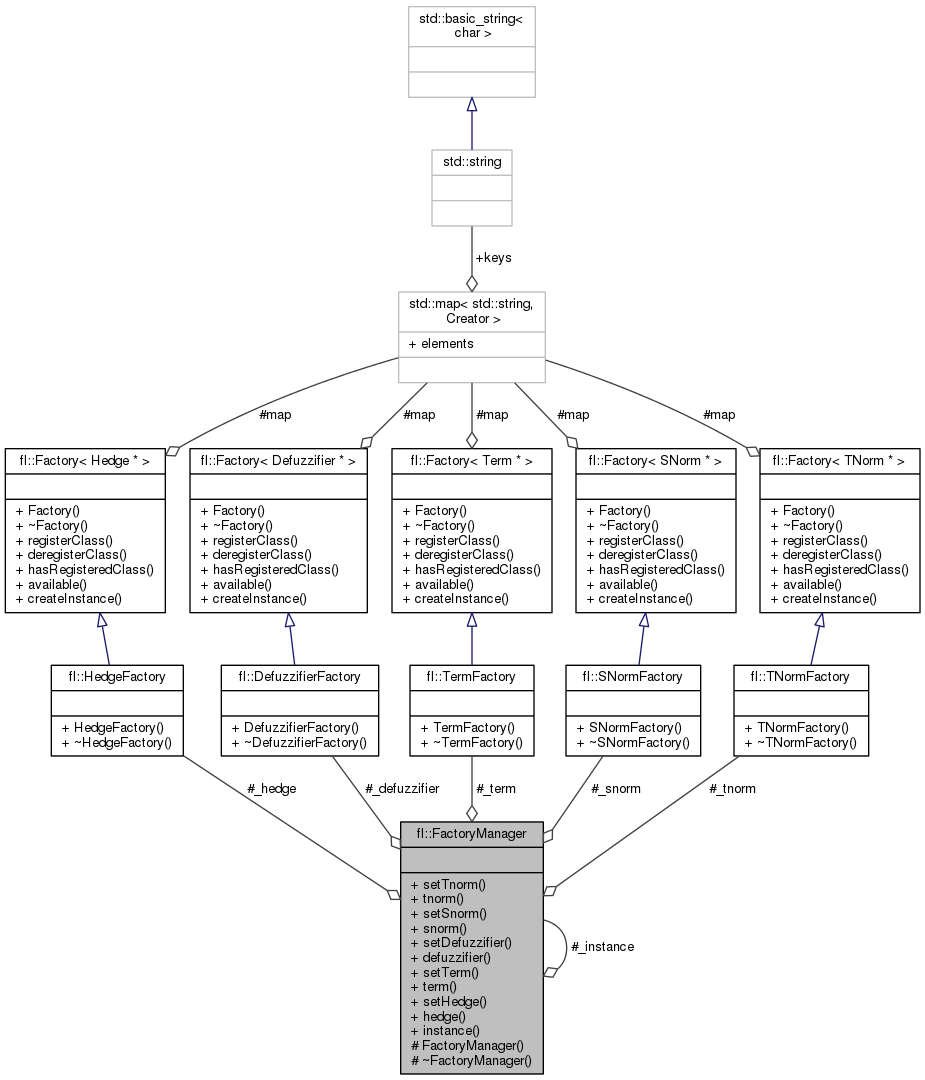 std::basic_string<
char >
std::string
+keys
std::map< std::string,
Creator >
+ elements
#map
#map
#map
#map
#map
fl::Factory< Hedge * >
+ Factory()
+ ~Factory()
+ registerClass()
+ deregisterClass()
+ hasRegisteredClass()
+ available()
+ createInstance()
fl::Factory< Defuzzifier * >
+ Factory()
+ ~Factory()
+ registerClass()
+ deregisterClass()
+ hasRegisteredClass()
+ available()
+ createInstance()
fl::Factory< Term * >
+ Factory()
+ ~Factory()
+ registerClass()
+ deregisterClass()
+ hasRegisteredClass()
+ available()
+ createInstance()
fl::Factory< SNorm * >
+ Factory()
+ ~Factory()
+ registerClass()
+ deregisterClass()
+ hasRegisteredClass()
+ available()
+ createInstance()
fl::Factory< TNorm * >
+ Factory()
+ ~Factory()
+ registerClass()
+ deregisterClass()
+ hasRegisteredClass()
+ available()
+ createInstance()
fl::HedgeFactory
+ HedgeFactory()
+ ~HedgeFactory()
fl::DefuzzifierFactory
+ DefuzzifierFactory()
+ ~DefuzzifierFactory()
fl::TermFactory
+ TermFactory()
+ ~TermFactory()
fl::SNormFactory
+ SNormFactory()
+ ~SNormFactory()
fl::TNormFactory
+ TNormFactory()
+ ~TNormFactory()
#_hedge
#_defuzzifier
#_term
#_snorm
#_tnorm
fl::FactoryManager
+ setTnorm()
+ tnorm()
+ setSnorm()
+ snorm()
+ setDefuzzifier()
+ defuzzifier()
+ setTerm()
+ term()
+ setHedge()
+ hedge()
+ instance()
# FactoryManager()
# ~FactoryManager()
#_instance